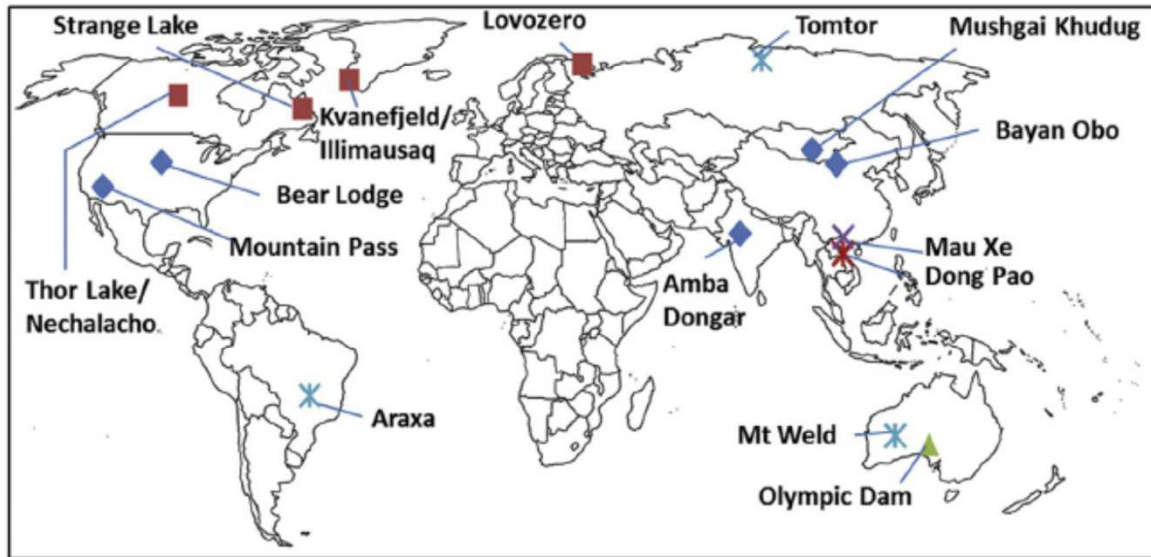 Strange Lake
Lovozero
Tomtor
Mushgai Khudug
Kvanefjeld/
Illimausaq
Bayan Obo
Bear Lodge
Mountain Pass
Thor Lake/
Nechalacho
Amba
Dongar
Mau Xe
Dong Pao
Araxa
Mt Weld
Olympic Dam